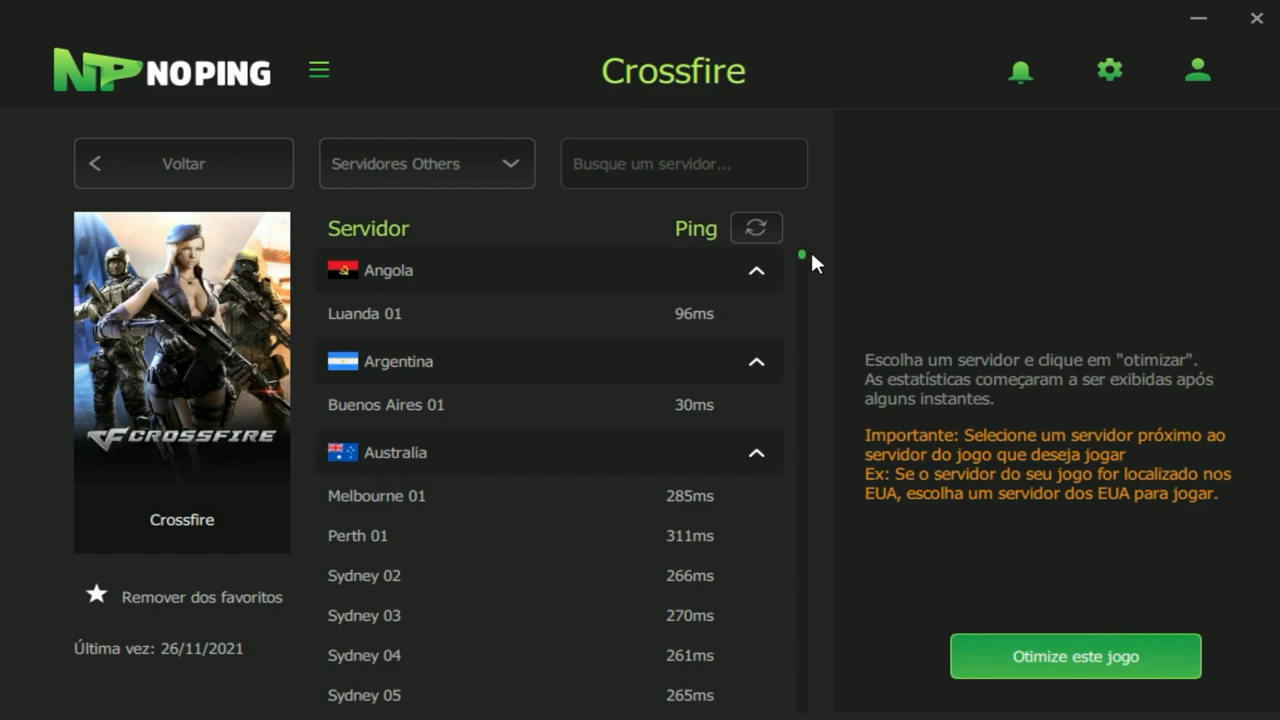 NP NOPING
Crossfire
Voltar
Servidores Others
Busque um servidor...
CF CROSSFIRE
Crossfire
Remover dos favoritos
Última vez: 26/11/2021
Servidor Ping
Angola
Luanda 01 96ms
Argentina
Buenos Aires 01 30ms
Australia
Melbourne 01 285ms
Perth 01 311ms
Sydney 02 266ms
Sydney 03 270ms
Sydney 04 261ms
Sydney 05 265ms
Escolha um servidor e clique em "otimizar".
As estatísticas começaram a ser exibidas após
alguns instantes.
Importante: Selecione um servidor próximo ao
servidor do jogo que deseja jogar
Ex: Se o servidor do seu jogo for localizado nos
EUA, escolha um servidor dos EUA para jogar.
Otimize este jogo